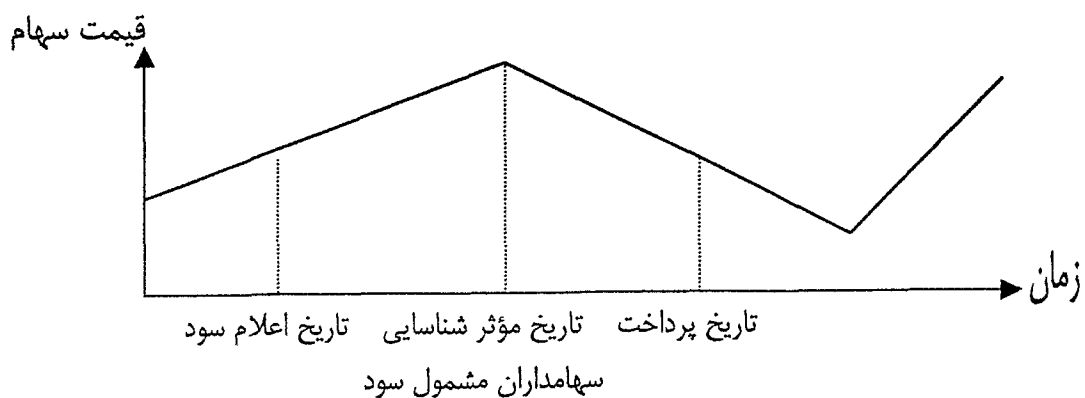 قیمت سهام
زمان
تاریخ اعلام سود
تاریخ مؤثر شناسایی
سهامداران مشمول سود
تاریخ پرداخت